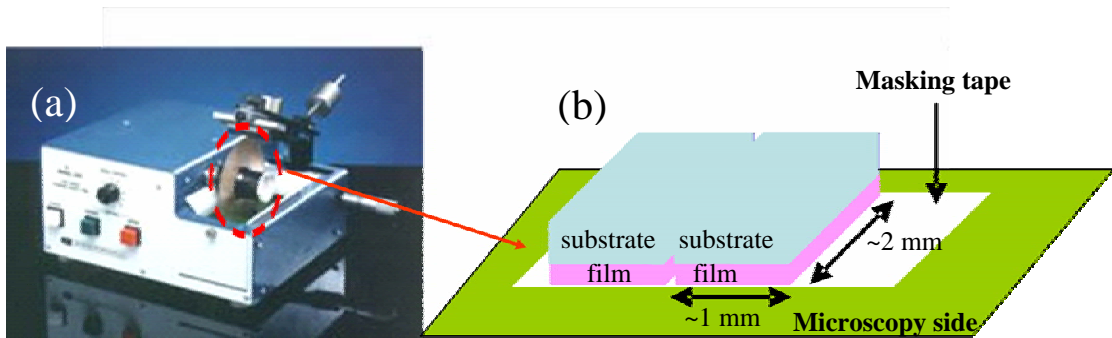 (a)
(b)
Masking tape
substrate substrate
film film
~2 mm
~1 mm
Microscopy side